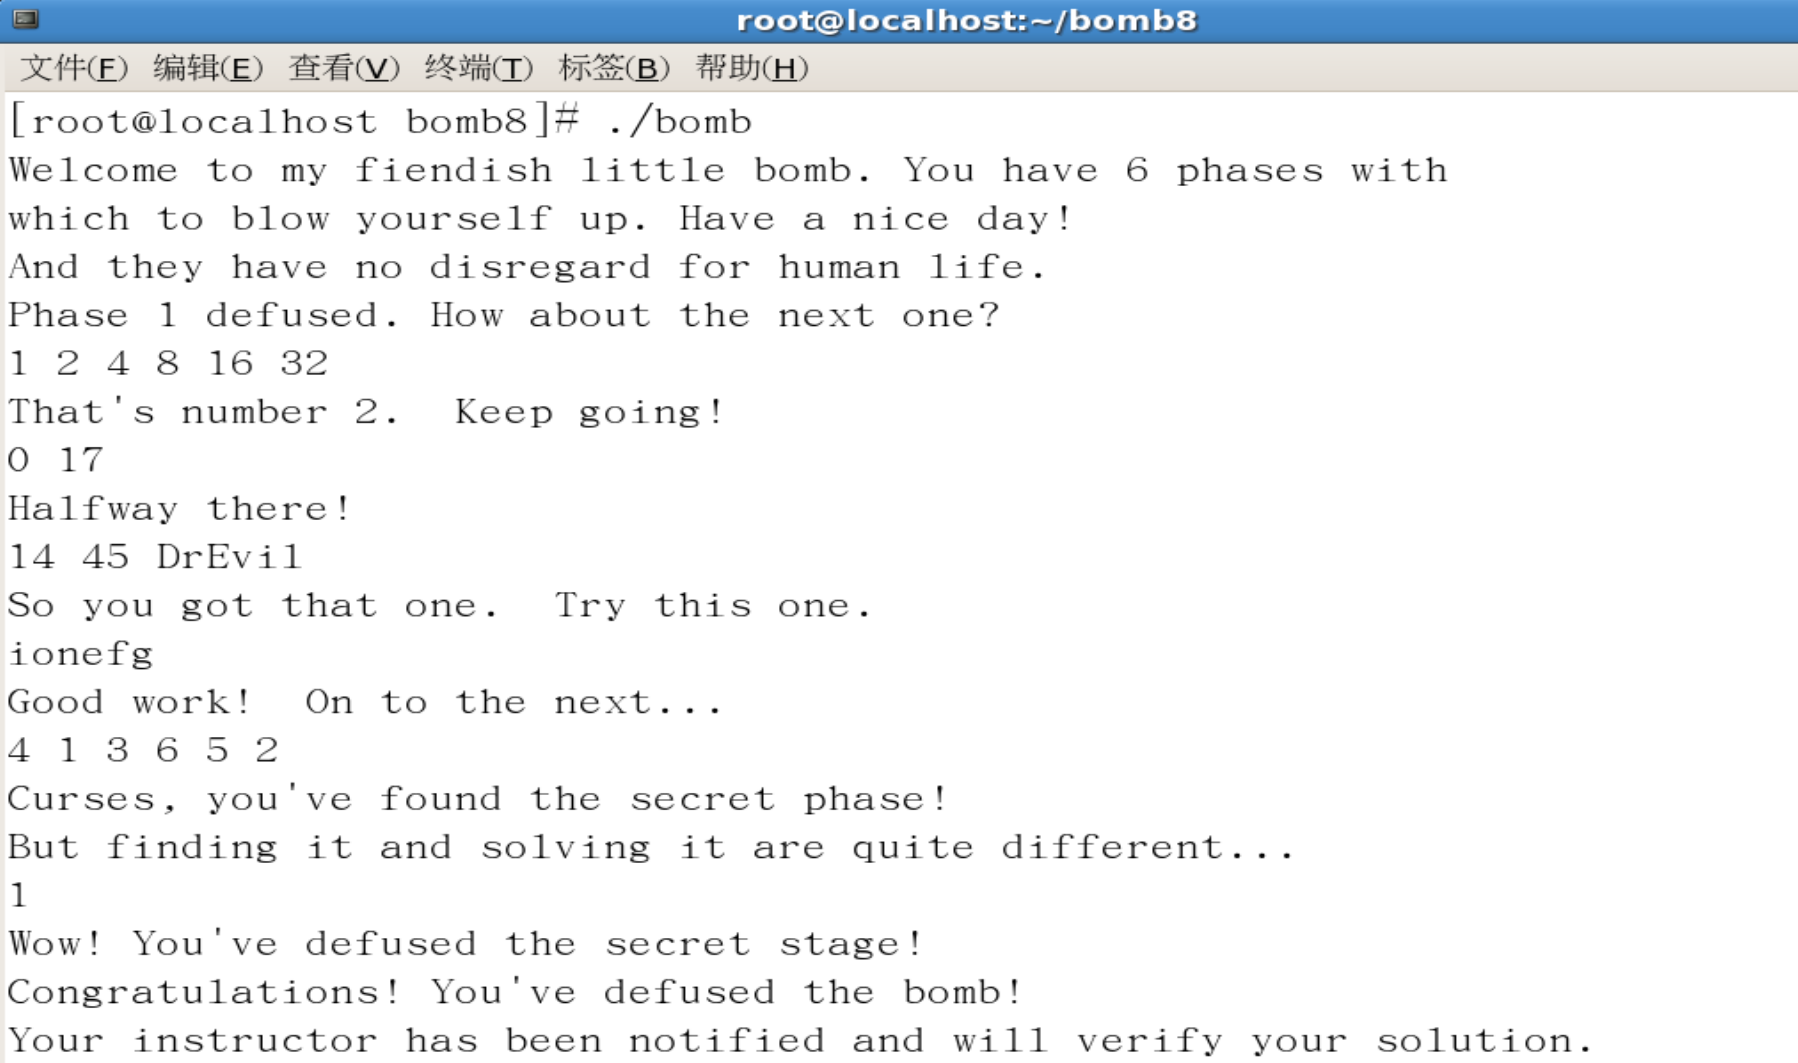 root@localhost:~/bomb8
文件(F) 编辑(E) 查看(V) 终端(T) 标签(B) 帮助(H)
[root@localhost bomb8]# ./bomb
Welcome to my fiendish little bomb. You have 6 phases with
which to blow yourself up. Have a nice day!
And they have no disregard for human life.
Phase 1 defused. How about the next one?
1 2 4 8 16 32
That's number 2.  Keep going!
0 17
Halfway there!
14 45 DrEvil
So you got that one.  Try this one.
ionefg
Good work!  On to the next...
4 1 3 6 5 2
Curses, you've found the secret phase!
But finding it and solving it are quite different...
1
Wow! You've defused the secret stage!
Congratulations! You've defused the bomb!
Your instructor has been notified and will verify your solution.